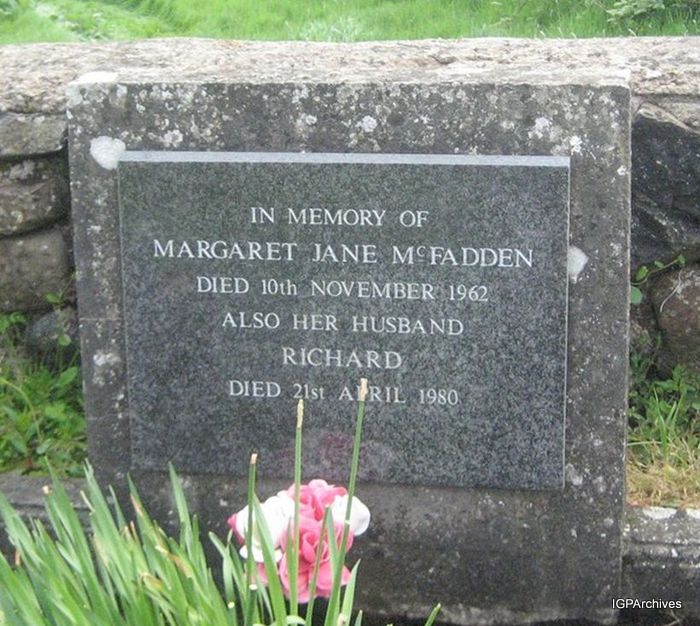 IN MEMORY OF
MARGARET JANE McFADDEN
DIED 10th NOVEMBER 1962
ALSO HER HUSBAND
RICHARD
DIED 21st APRIL 1980
IGPArchives